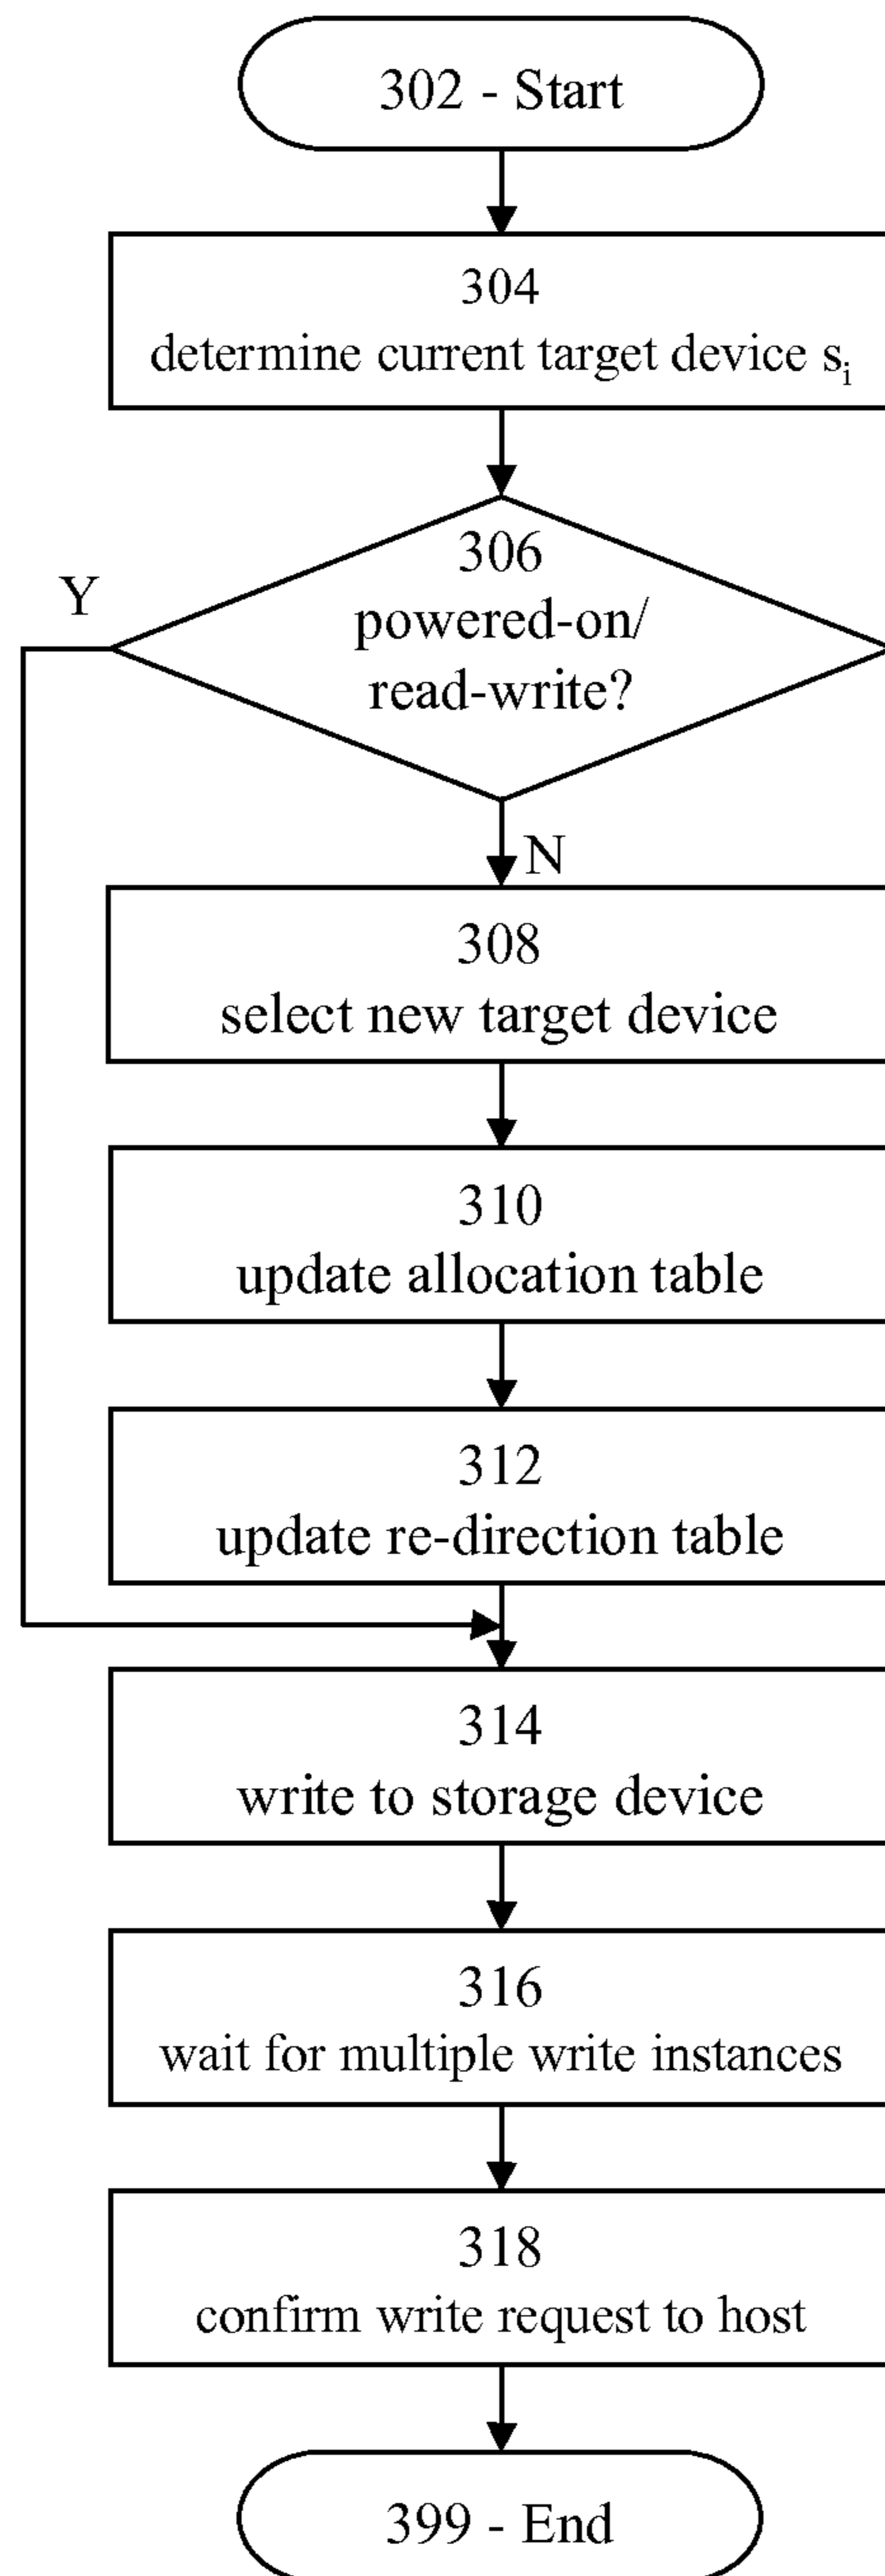 302 - Start
304
determine current target device si
306
powered-on/
read-write?
Y
N
308
select new target device
310
update allocation table
312
update re-direction table
314
write to storage device
316
wait for multiple write instances
318
confirm write request to host
399 - End